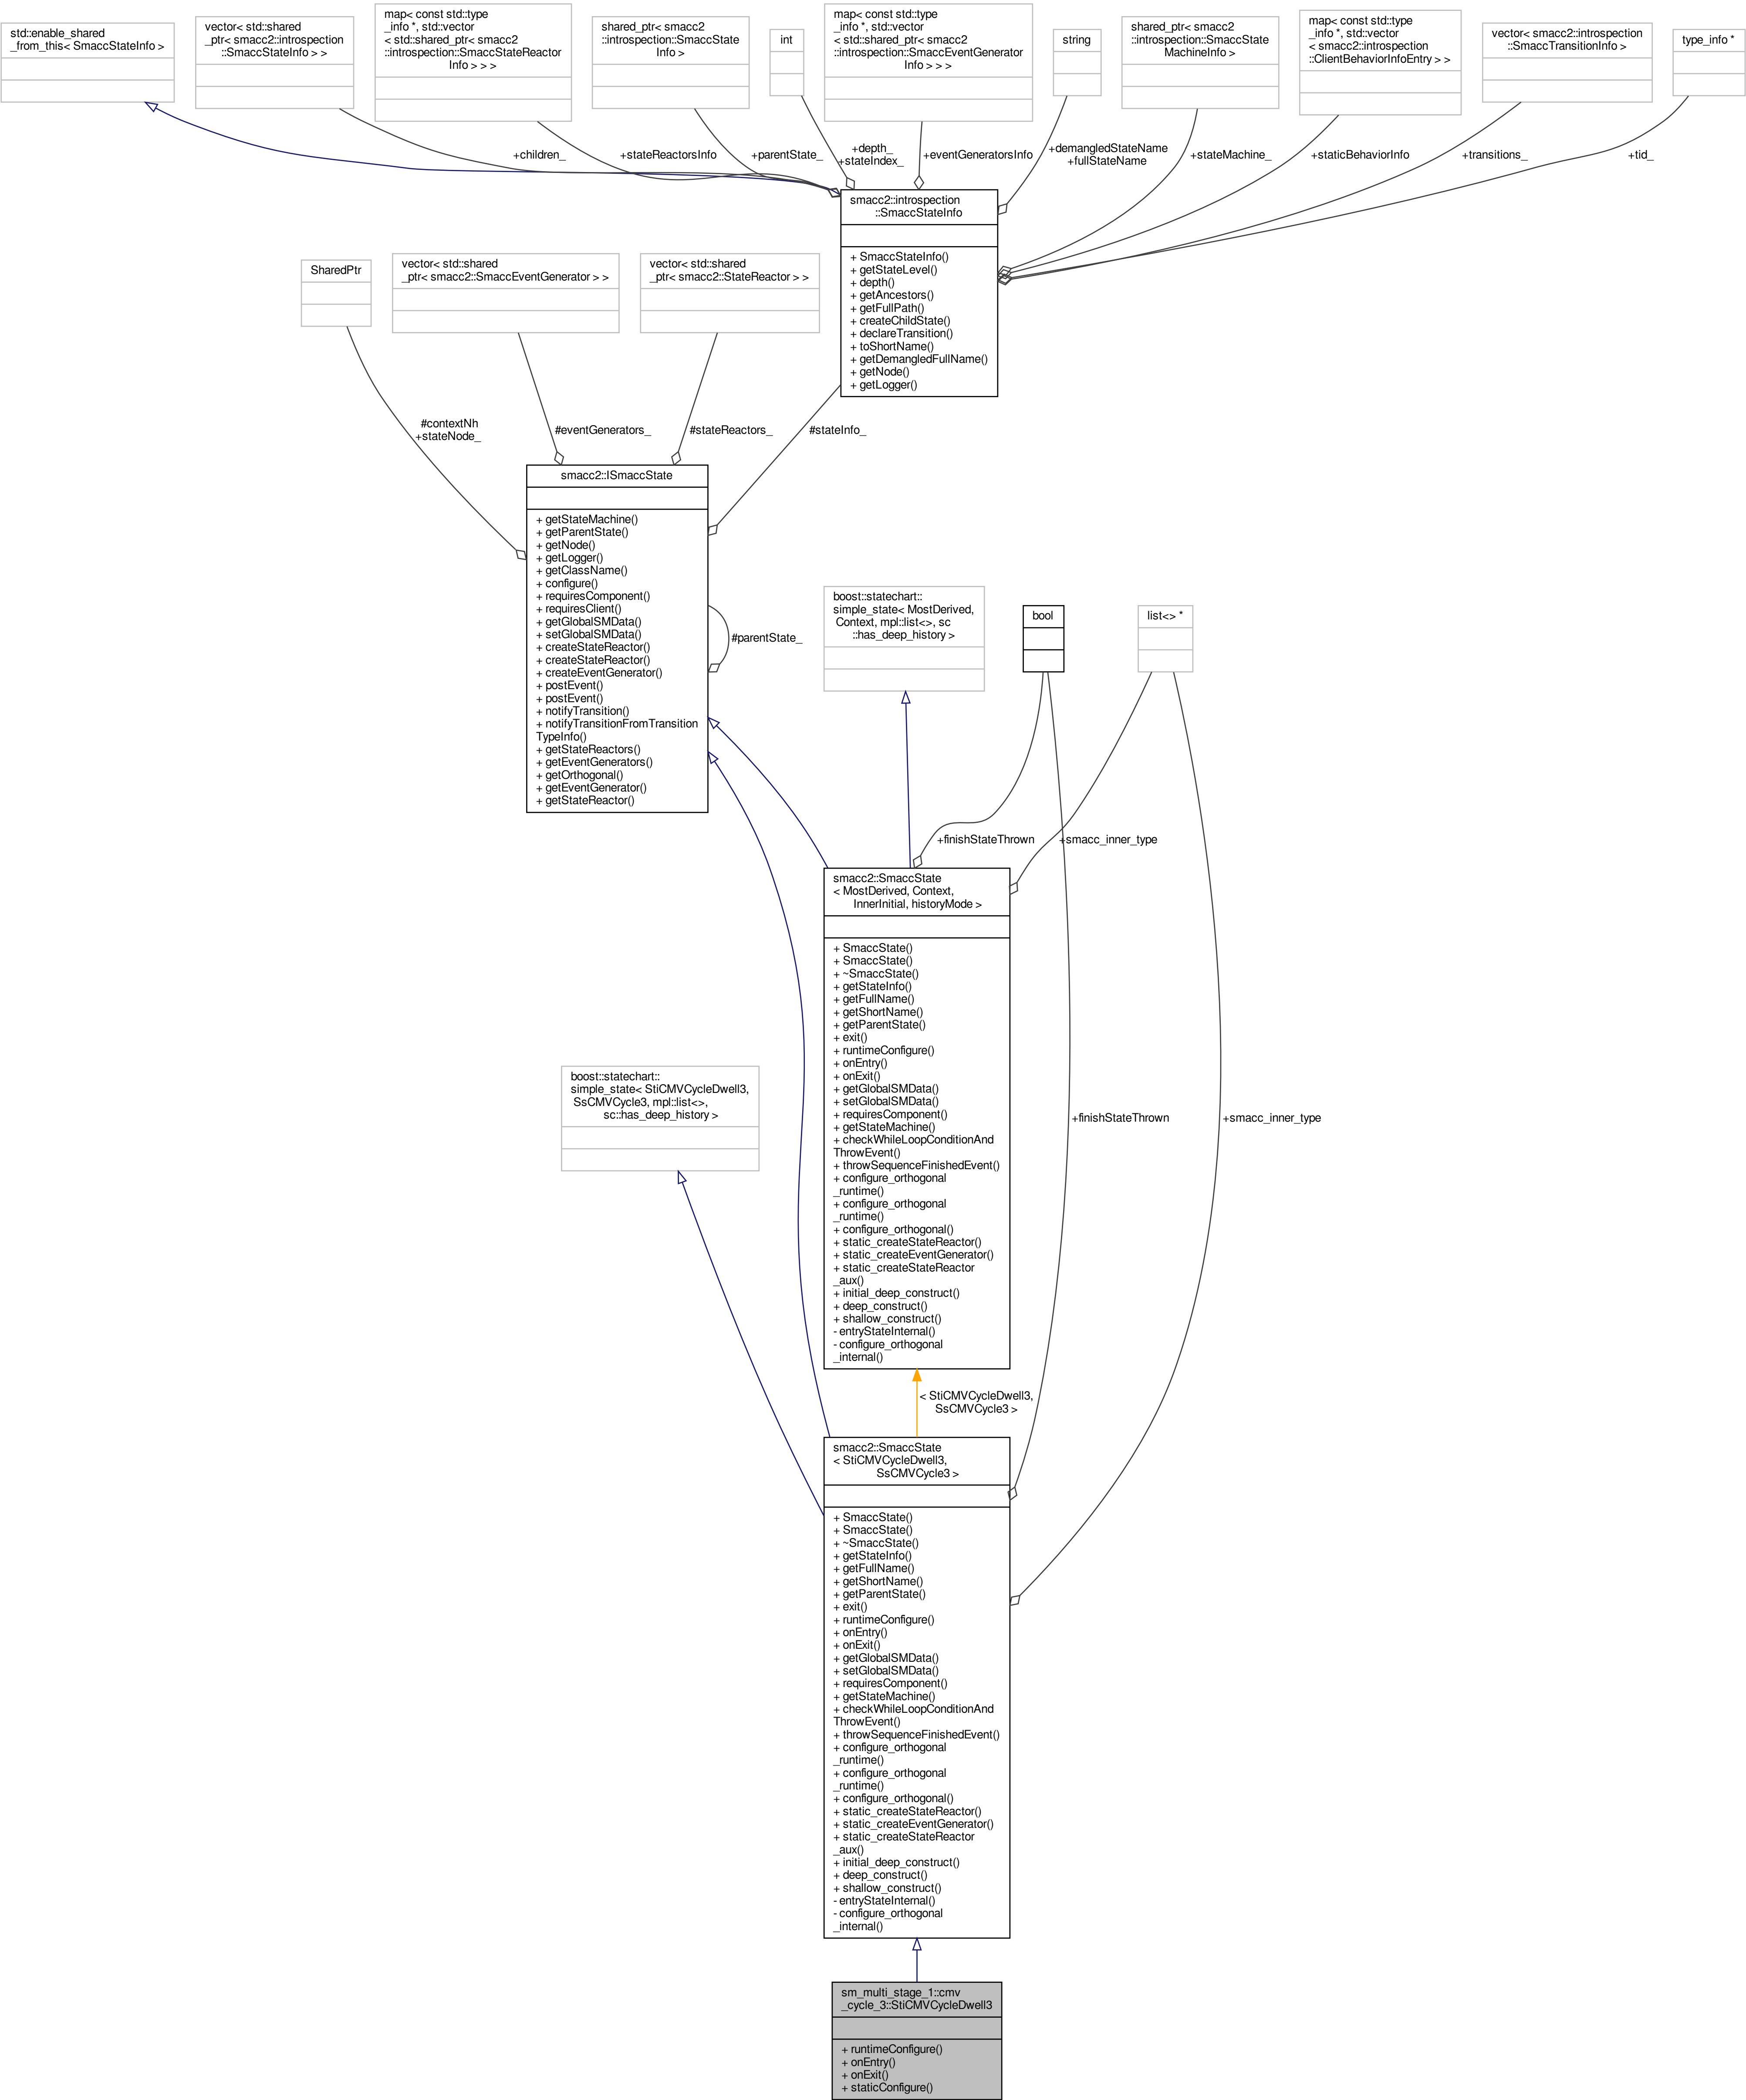 std::enable_shared
_from_this< SmaccStateInfo >
vector< std::shared
_ptr< smacc2::introspection
::SmaccStateInfo > >
map< const std::type
_info *, std::vector
< std::shared_ptr< smacc2
::introspection::SmaccStateReactor
Info > > >
shared_ptr< smacc2
::introspection::SmaccState
Info >
int
map< const std::type
_info *, std::vector
< std::shared_ptr< smacc2
::introspection::SmaccEventGenerator
Info > > >
string
shared_ptr< smacc2
::introspection::SmaccState
MachineInfo >
map< const std::type
_info *, std::vector
< smacc2::introspection
::ClientBehaviorInfoEntry > >
vector< smacc2::introspection
::SmaccTransitionInfo >
type_info *
+children_
+stateReactorsInfo
+parentState_
+depth_
+stateIndex_
+eventGeneratorsInfo
+demangledStateName
+fullStateName
+stateMachine_
+staticBehaviorInfo
+transitions_
+tid_
smacc2::introspection
::SmaccStateInfo
+ SmaccStateInfo()
+ getStateLevel()
+ depth()
+ getAncestors()
+ getFullPath()
+ createChildState()
+ declareTransition()
+ toShortName()
+ getDemangledFullName()
+ getNode()
+ getLogger()
SharedPtr
vector< std::shared
_ptr< smacc2::SmaccEventGenerator > >
vector< std::shared
_ptr< smacc2::StateReactor > >
#contextNh
+stateNode_
#eventGenerators_
#stateReactors_
#stateInfo_
smacc2::ISmaccState
+ getStateMachine()
+ getParentState()
+ getNode()
+ getLogger()
+ getClassName()
+ configure()
+ requiresComponent()
+ requiresClient()
+ getGlobalSMData()
+ setGlobalSMData()
+ createStateReactor()
+ createStateReactor()
+ createEventGenerator()
+ postEvent()
+ postEvent()
+ notifyTransition()
+ notifyTransitionFromTransition
TypeInfo()
+ getStateReactors()
+ getEventGenerators()
+ getOrthogonal()
+ getEventGenerator()
+ getStateReactor()
#parentState_
boost::statechart::
simple_state< MostDerived,
Context, mpl::list<>, sc
::has_deep_history >
bool
list<> *
+finishStateThrown
+smacc_inner_type
smacc2::SmaccState
< MostDerived, Context,
InnerInitial, historyMode >
+ SmaccState()
+ SmaccState()
+ ~SmaccState()
+ getStateInfo()
+ getFullName()
+ getShortName()
+ getParentState()
+ exit()
+ runtimeConfigure()
+ onEntry()
+ onExit()
+ getGlobalSMData()
+ setGlobalSMData()
+ requiresComponent()
+ getStateMachine()
+ checkWhileLoopConditionAnd
ThrowEvent()
+ throwSequenceFinishedEvent()
+ configure_orthogonal
_runtime()
+ configure_orthogonal
_runtime()
+ configure_orthogonal()
+ static_createStateReactor()
+ static_createEventGenerator()
+ static_createStateReactor
_aux()
+ initial_deep_construct()
+ deep_construct()
+ shallow_construct()
- entryStateInternal()
- configure_orthogonal
_internal()
boost::statechart::
simple_state< StiCMVCycleDwell3,
SsCMVCycle3, mpl::list<>,
sc::has_deep_history >
+finishStateThrown
+smacc_inner_type
< StiCMVCycleDwell3,
SsCMVCycle3 >
smacc2::SmaccState
< StiCMVCycleDwell3,
SsCMVCycle3 >
+ SmaccState()
+ SmaccState()
+ ~SmaccState()
+ getStateInfo()
+ getFullName()
+ getShortName()
+ getParentState()
+ exit()
+ runtimeConfigure()
+ onEntry()
+ onExit()
+ getGlobalSMData()
+ setGlobalSMData()
+ requiresComponent()
+ getStateMachine()
+ checkWhileLoopConditionAnd
ThrowEvent()
+ throwSequenceFinishedEvent()
+ configure_orthogonal
_runtime()
+ configure_orthogonal
_runtime()
+ configure_orthogonal()
+ static_createStateReactor()
+ static_createEventGenerator()
+ static_createStateReactor
_aux()
+ initial_deep_construct()
+ deep_construct()
+ shallow_construct()
- entryStateInternal()
- configure_orthogonal
_internal()
sm_multi_stage_1::cmv
_cycle_3::StiCMVCycleDwell3
+ runtimeConfigure()
+ onEntry()
+ onExit()
+ staticConfigure()